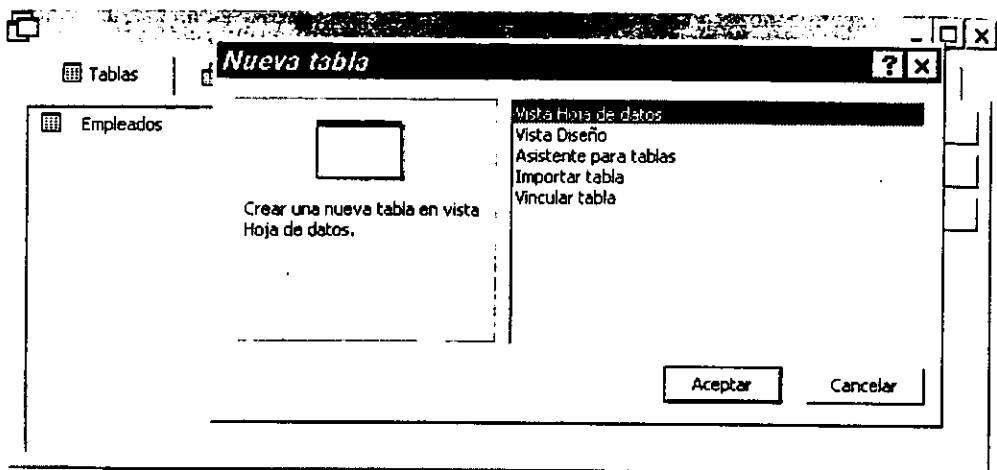 Nueva tabla
Tablas
Empleados
Crear una nueva tabla en vista
Hoja de datos.
Vista Hoja de datos
Vista Diseño
Asistente para tablas
Importar tabla
Vincular tabla
Aceptar
Cancelar